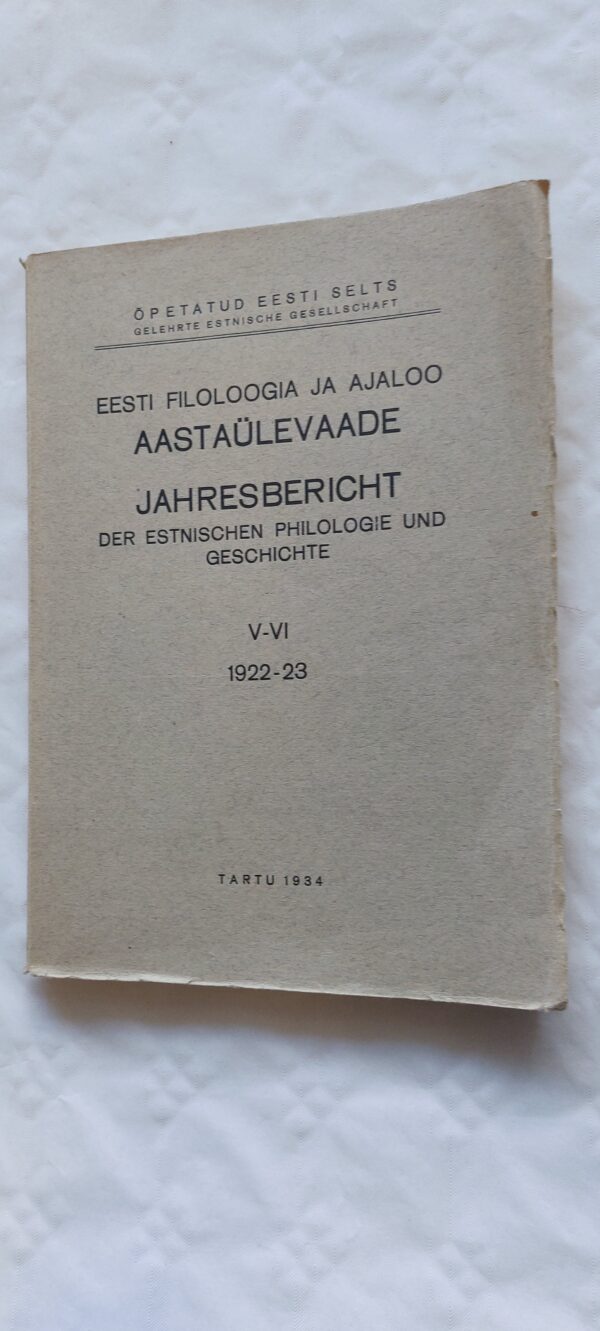 ÕPETATUD EESTI SELTS
GELEHRTE ESTNISCHE GESELLSCHAFT
EESTI FILOLOOGIA JA AJALOO
AASTAÜLEVAADE
JAHRESBERICHT
DER ESTNISCHEN PHILOLOGIE UND
GESCHICHTE
V-VI
1922-23
TARTU 1934